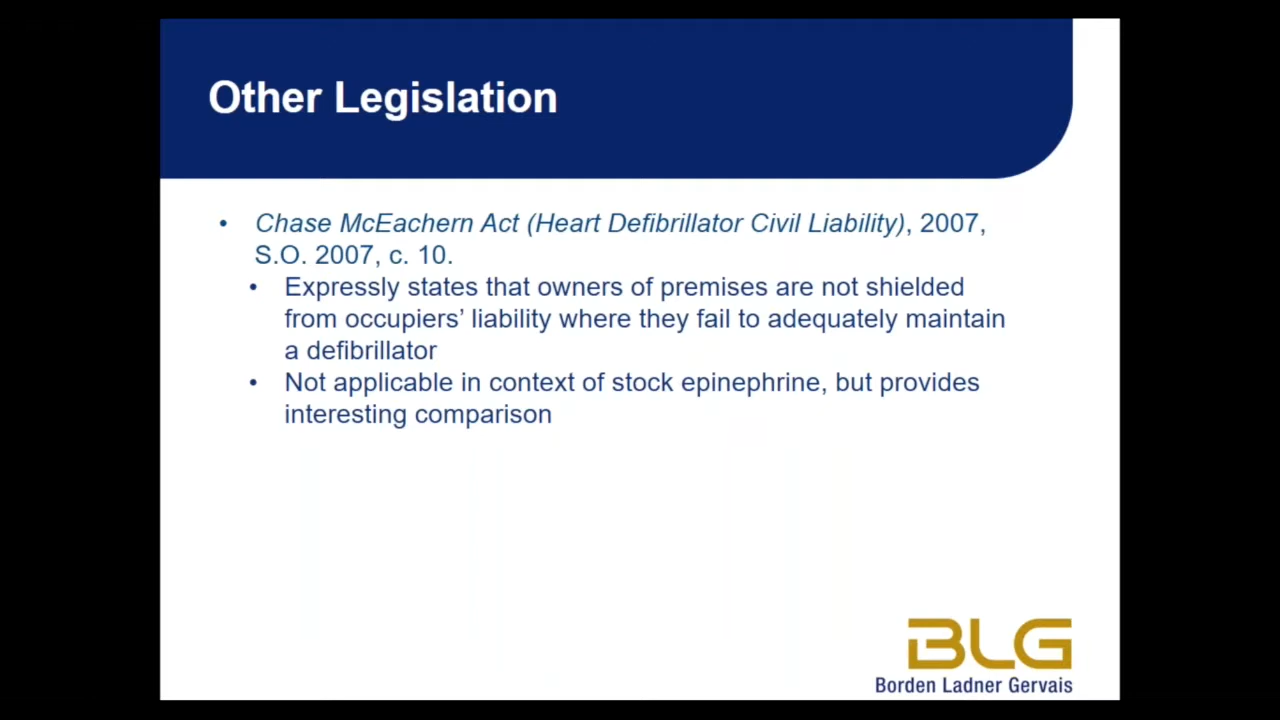 Other Legislation
• Chase McEachern Act (Heart Defibrillator Civil Liability), 2007,
S.O. 2007, c. 10.
• Expressly states that owners of premises are not shielded
from occupiers’ liability where they fail to adequately maintain
a defibrillator
• Not applicable in context of stock epinephrine, but provides
interesting comparison
BLG
Borden Ladner Gervais